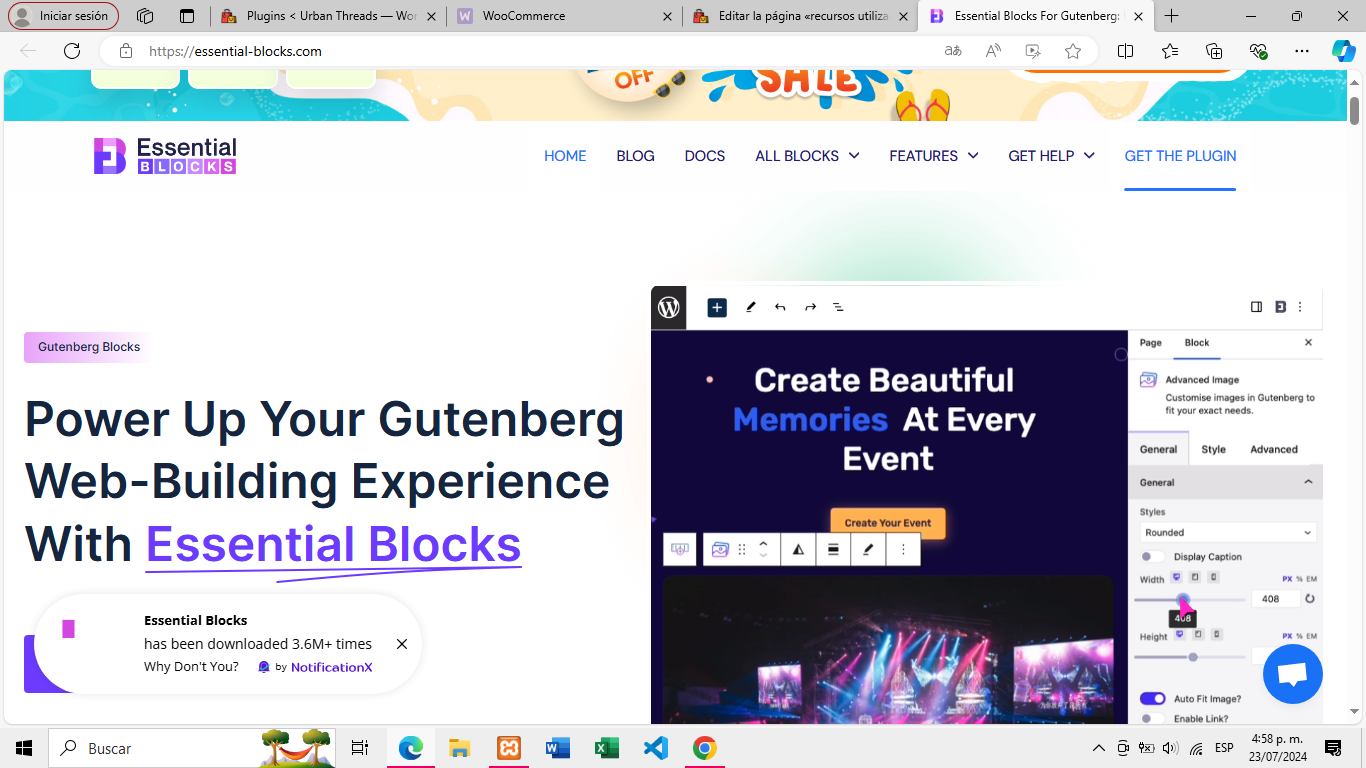 Iniciar sesión
Plugins < Urban Threads — Wor
WooCommerce
Editar la página «recursos utiliza
Essential Blocks For Gutenberg:
https://essential-blocks.com
OFF
SALE
Essential
BLOCKS
HOME
BLOG
DOCS
ALL BLOCKS
FEATURES
GET HELP
GET THE PLUGIN
Gutenberg Blocks
Power Up Your Gutenberg
Web-Building Experience
With Essential Blocks
Essential Blocks
has been downloaded 3.6M+ times
Why Don't You? by NotificationX
Create Beautiful
Memories At Every
Event
Create Your Event
Page Block
Advanced Image
Customise images in Gutenberg to
fit your exact needs.
General Style Advanced
General
Styles
Rounded
Display Caption
Width PX % EM
408
408
Height PX % EM
Auto Fit Image?
Enable Link?
Buscar
ESP
4:58 p. m.
23/07/2024